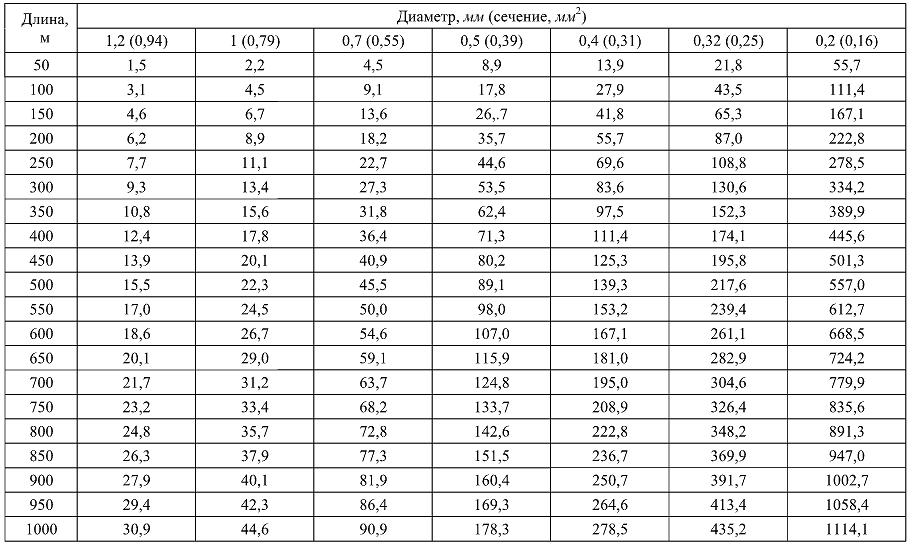 Длина, м
Диаметр, мм (сечение, мм²)
1,2 (0,94) 1 (0,79) 0,7 (0,55) 0,5 (0,39) 0,4 (0,31) 0,32 (0,25) 0,2 (0,16)
50 1,5 2,2 4,5 8,9 13,9 21,8 55,7
100 3,1 4,5 9,1 17,8 27,9 43,5 111,4
150 4,6 6,7 13,6 26,.7 41,8 65,3 167,1
200 6,2 8,9 18,2 35,7 55,7 87,0 222,8
250 7,7 11,1 22,7 44,6 69,6 108,8 278,5
300 9,3 13,4 27,3 53,5 83,6 130,6 334,2
350 10,8 15,6 31,8 62,4 97,5 152,3 389,9
400 12,4 17,8 36,4 71,3 111,4 174,1 445,6
450 13,9 20,1 40,9 80,2 125,3 195,8 501,3
500 15,5 22,3 45,5 89,1 139,3 217,6 557,0
550 17,0 24,5 50,0 98,0 153,2 239,4 612,7
600 18,6 26,7 54,6 107,0 167,1 261,1 668,5
650 20,1 29,0 59,1 115,9 181,0 282,9 724,2
700 21,7 31,2 63,7 124,8 195,0 304,6 779,9
750 23,2 33,4 68,2 133,7 208,9 326,4 835,6
800 24,8 35,7 72,8 142,6 222,8 348,2 891,3
850 26,3 37,9 77,3 151,5 236,7 369,9 947,0
900 27,9 40,1 81,9 160,4 250,7 391,7 1002,7
950 29,4 42,3 86,4 169,3 264,6 413,4 1058,4
1000 30,9 44,6 90,9 178,3 278,5 435,2 1114,1